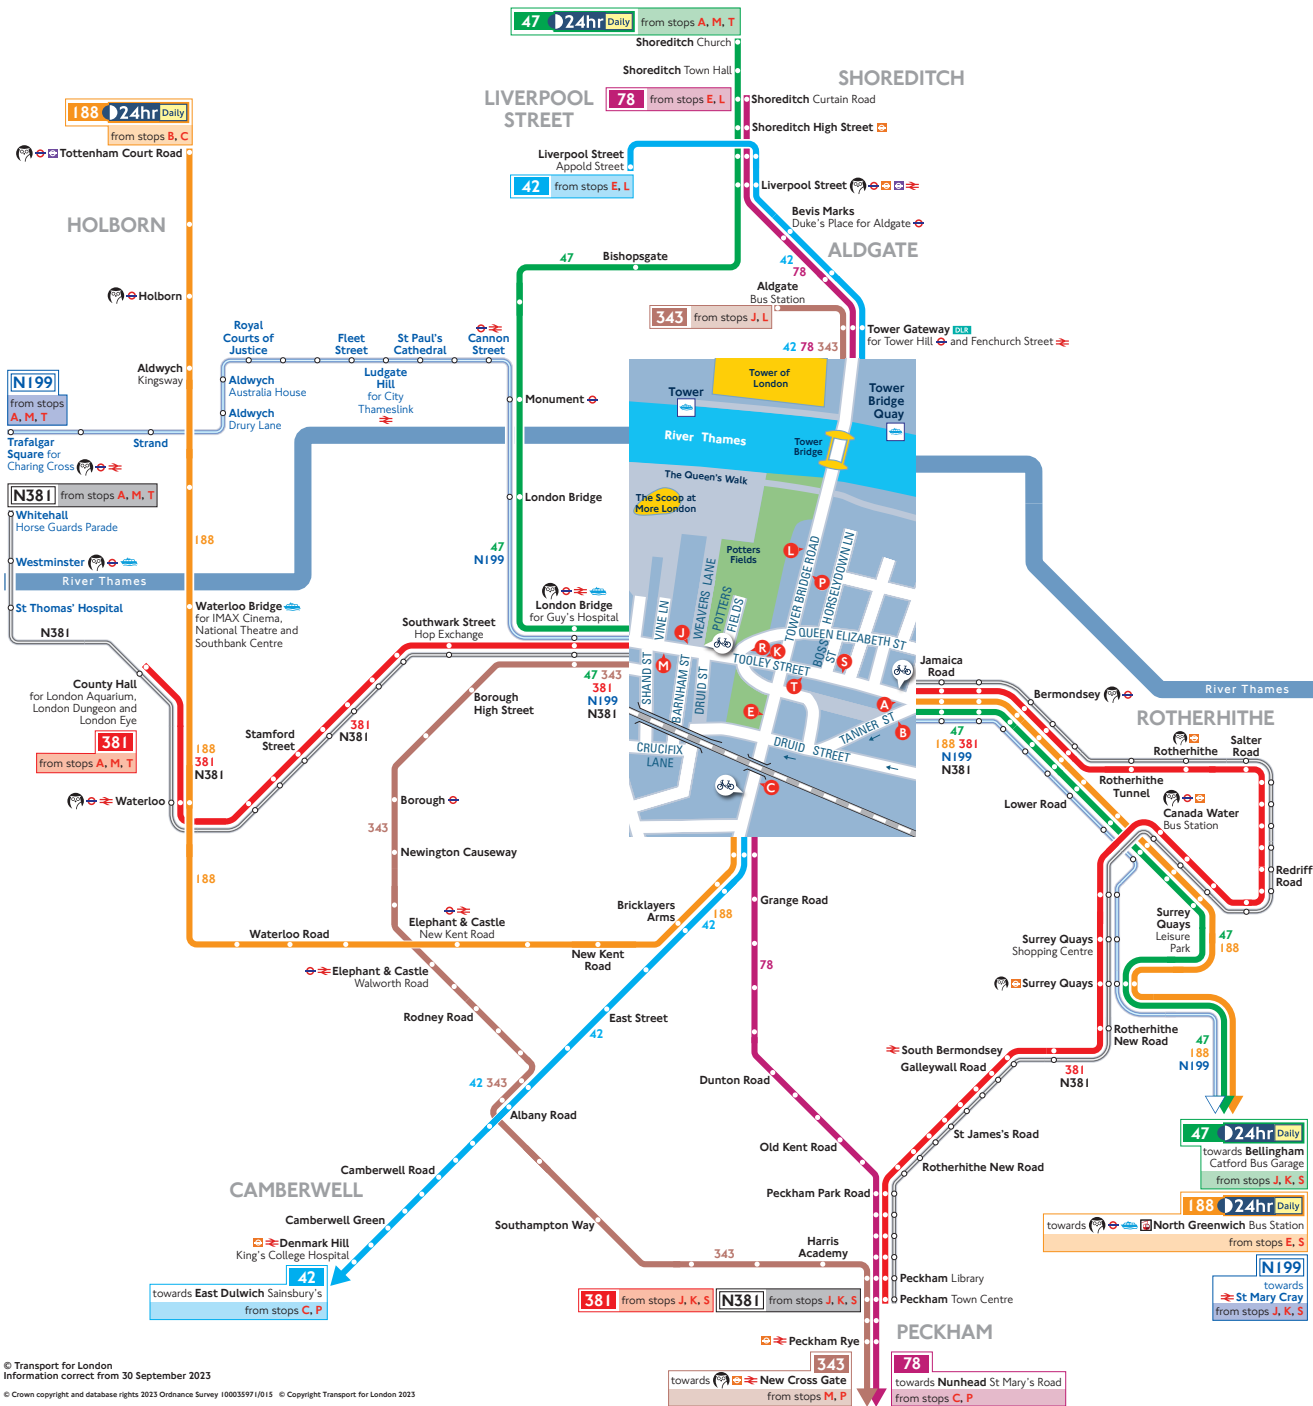 47 24hr Daily from stops A, M, T
Shoreditch Church
Shoreditch Town Hall
SHOREDITCH
LIVERPOOL
STREET
78 from stops E, L
Shoreditch Curtain Road
Shoreditch High Street
188 24hr Daily
from stops B, C
Tottenham Court Road
Liverpool Street
Appold Street
42 from stops E, L
Liverpool Street
Bevis Marks
Duke's Place for Aldgate
HOLBORN
ALDGATE
47
Bishopsgate
42
78
Holborn
Aldgate
Bus Station
343 from stops J, L
Tower Gateway DLR
for Tower Hill and Fenchurch Street
42 78 343
Royal
Courts of
Justice
Fleet
Street
St Paul's
Cathedral
Cannon
Street
Aldwych
Kingsway
N199
from stops
A, M, T
Aldwych
Australia House
Aldwych
Drury Lane
Ludgate
Hill
for City
Thameslink
Monument
Trafalgar
Square for
Charing Cross
Strand
Tower of
London
Tower
Tower
Bridge
Quay
River Thames
Tower
Bridge
The Queen's Walk
The Scoop at
More London
N381 from stops A, M, T
Whitehall
Horse Guards Parade
London Bridge
188
47
N199
Westminster
River Thames
St Thomas' Hospital
N381
Waterloo Bridge
for IMAX Cinema,
National Theatre and
Southbank Centre
Southwark Street
Hop Exchange
London Bridge
for Guy's Hospital
Potters
Fields
L
P
VINE LN
WEAVERS LANE
POTTERS
FIELDS
TOWER BRIDGE ROAD
HORSELYDOWN LN
QUEEN ELIZABETH ST
BOSS
ST
J
R
K
M
TOOLEY STREET
S
T
SHAND ST
BARNHAM ST
DRUID ST
E
A
B
TANNER ST
DRUID STREET
CRUCIFIX
LANE
C
47 343
381
N199
N381
County Hall
for London Aquarium,
London Dungeon and
London Eye
381
from stops A, M, T
Stamford
Street
381
N381
188
381
N381
Waterloo
Borough
High Street
Borough
343
Newington Causeway
188
Waterloo Road
Elephant & Castle
New Kent Road
Elephant & Castle
Walworth Road
New Kent
Road
Bricklayers
Arms
188
42
Grange Road
78
Rodney Road
East Street
42
42 343
Albany Road
Dunton Road
Old Kent Road
Camberwell Road
CAMBERWELL
Camberwell Green
Denmark Hill
King's College Hospital
42
towards East Dulwich Sainsbury's
from stops C, P
Southampton Way
343
Harris
Academy
Peckham Park Road
Peckham Library
Peckham Town Centre
381 from stops J, K, S
N381 from stops J, K, S
Peckham Rye
PECKHAM
343
towards New Cross Gate
from stops M, P
78
towards Nunhead St Mary's Road
from stops C, P
Jamaica
Road
Bermondsey
River Thames
ROTHERHITHE
47
188 381
N199
N381
Rotherhithe
Salter
Road
Rotherhithe
Tunnel
Lower Road
Canada Water
Bus Station
Redriff
Road
Surrey
Quays
Leisure
Park
47
188
Surrey Quays
Shopping Centre
Surrey Quays
Rotherhithe
New Road
South Bermondsey
Galleywall Road
381
N381
47
188
N199
St James's Road
Rotherhithe New Road
47 24hr Daily
towards Bellingham
Catford Bus Garage
from stops J, K, S
188 24hr Daily
towards North Greenwich Bus Station
from stops E, S
N199
towards
St Mary Cray
from stops J, K, S
© Transport for London
Information correct from 30 September 2023
© Crown copyright and database rights 2023 Ordnance Survey 100035971/015 © Copyright Transport for London 2023